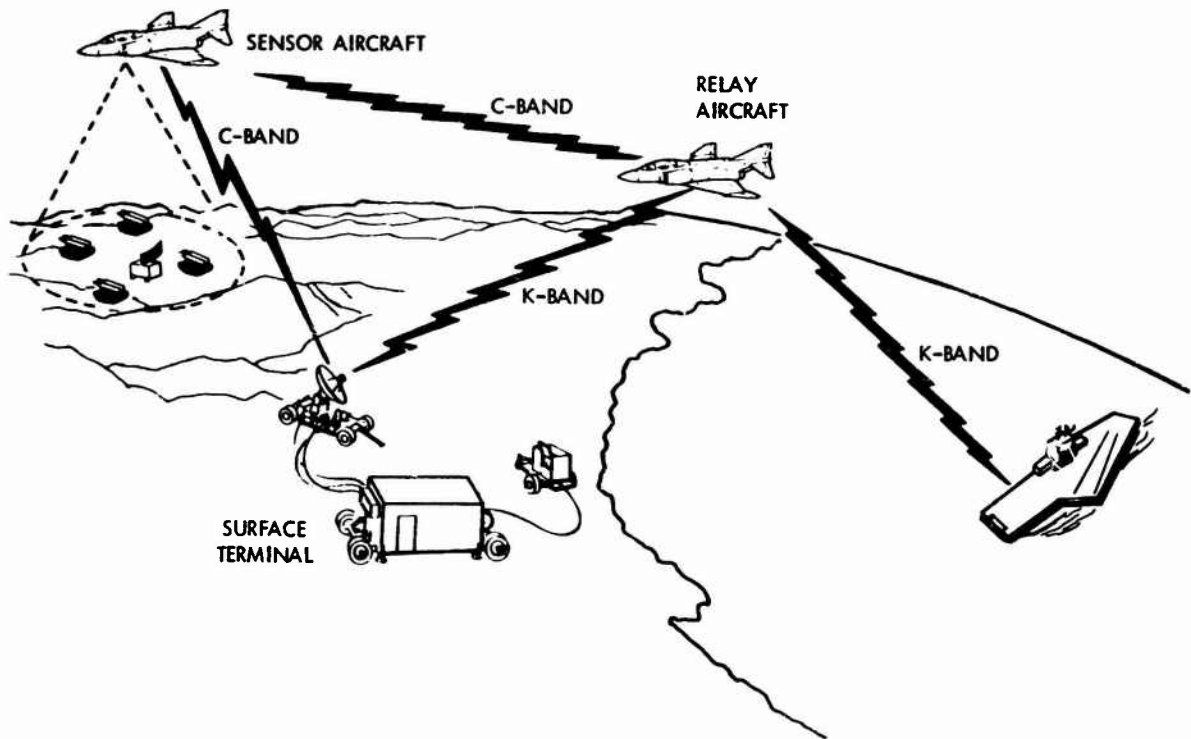 SENSOR AIRCRAFT
RELAY
AIRCRAFT
C-BAND
C-BAND
K-BAND
K-BAND
SURFACE
TERMINAL